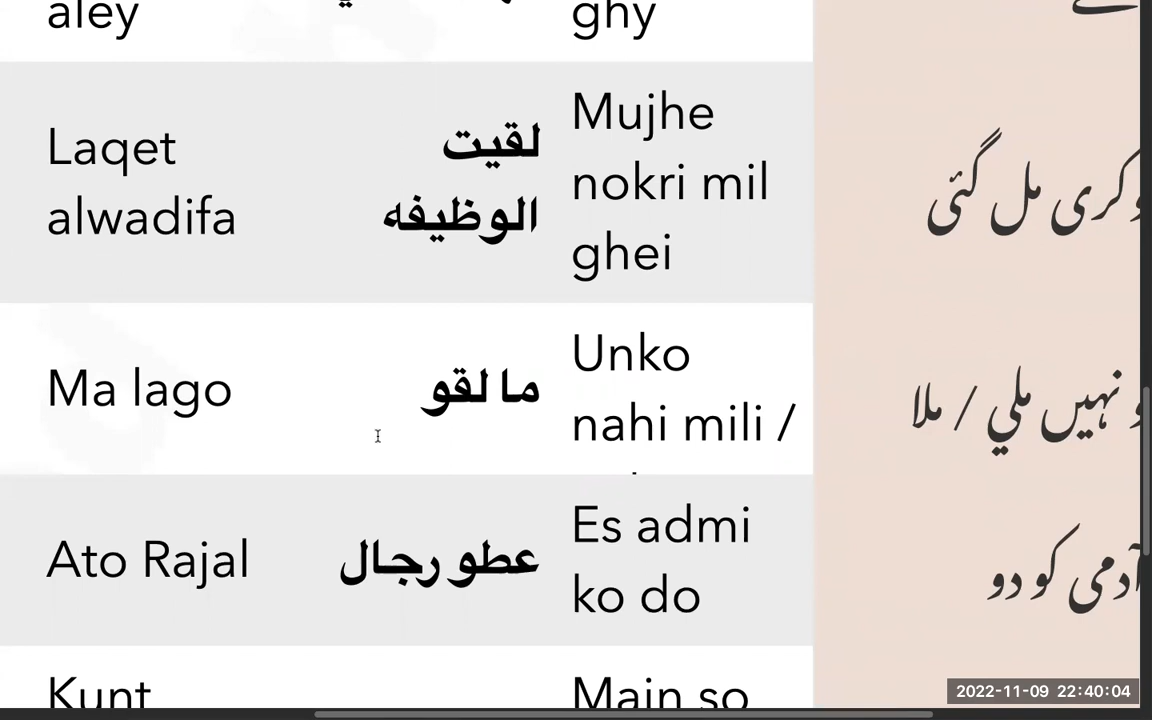 aley
ghy
Laqet
alwadifa
لقيت
الوظيفه
Mujhe
nokri mil
ghei
وکری مل گئی
Ma lago
ما لقو
Unko
nahi mili /
نہیں ملي / ملا
Ato Rajal
عطو رجال
Es admi
ko do
آدمی کو دو
Kunt
Main so
2022-11-09 22:40:04